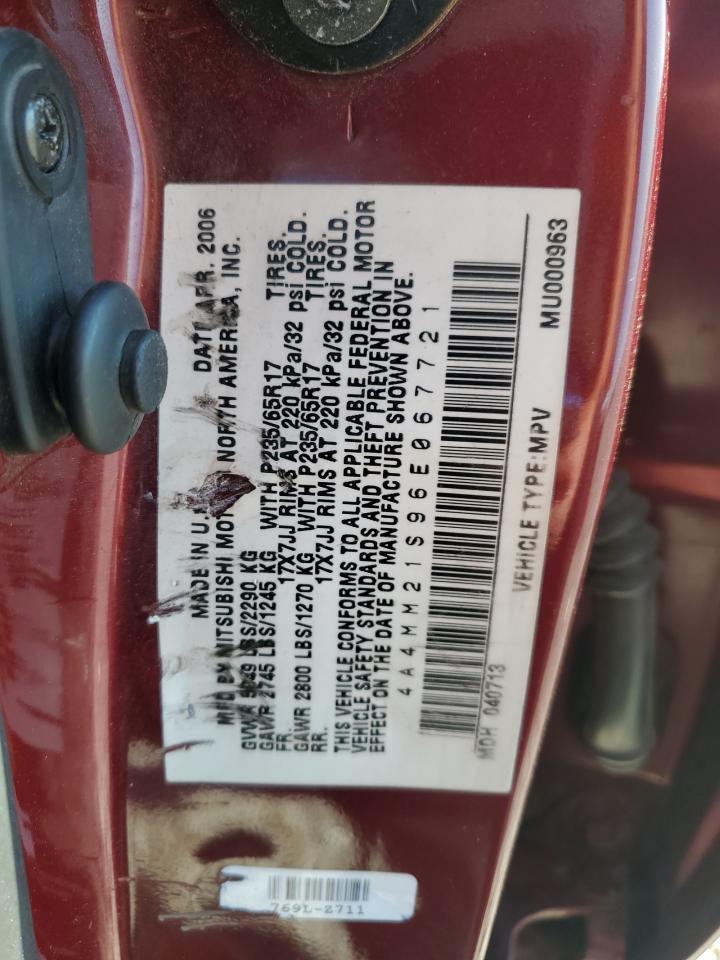 MADE IN U. DATE APR. 2006
MFD BY MITSUBISHI MOT NORTH AMERICA, INC.
GVWR 5049 LBS/2290 KG
GAWR 2745 LBS/1245 KG WITH P235/65R17 TIRES.
FR. 17X7JJ RIMS AT 220 kPa/32 psi COLD.
GAWR 2800 LBS/1270 KG WITH P235/65R17 TIRES.
RR. 17X7JJ RIMS AT 220 kPa/32 psi COLD.
THIS VEHICLE CONFORMS TO ALL APPLICABLE FEDERAL MOTOR
VEHICLE SAFETY STANDARDS AND THEFT PREVENTION IN
EFFECT ON THE DATE OF MANUFACTURE SHOWN ABOVE.
4A4MM21S96E067721
VEHICLE TYPE:MPV
MDH 040713 MU000963
769L-Z711